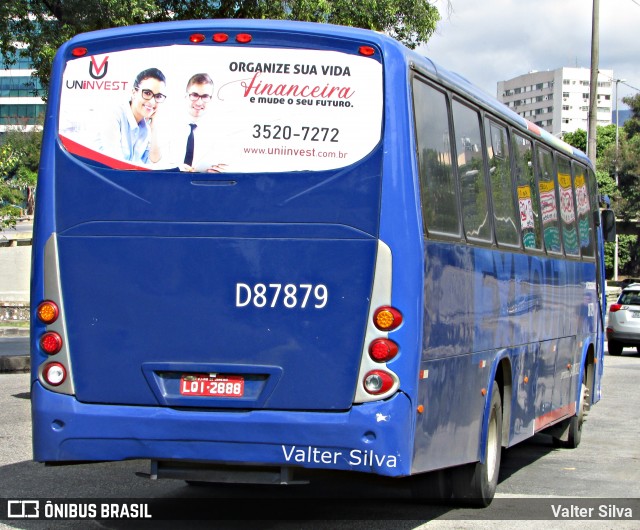 UNIINVEST
ORGANIZE SUA VIDA
financeira
E MUDE O SEU FUTURO.
3520-7272
www.uniinvest.com.br
D87879
LQI-2888
Valter Silva
ÔNIBUS BRASIL
Valter Silva